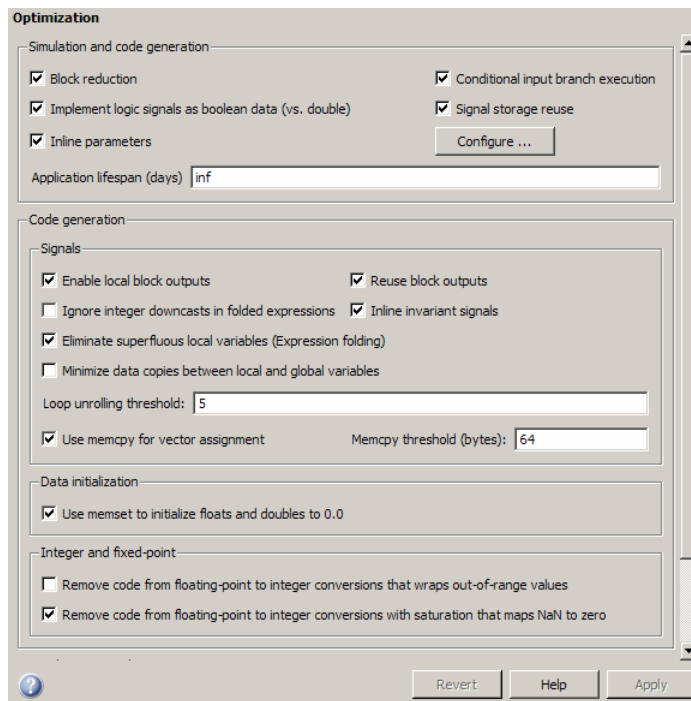 Optimization
Simulation and code generation
Block reduction
Conditional input branch execution
Implement logic signals as boolean data (vs. double)
Signal storage reuse
Inline parameters
Configure ...
Application lifespan (days) inf
Code generation
Signals
Enable local block outputs
Reuse block outputs
Ignore integer downcasts in folded expressions
Inline invariant signals
Eliminate superfluous local variables (Expression folding)
Minimize data copies between local and global variables
Loop unrolling threshold: 5
Use memcpy for vector assignment
Memcpy threshold (bytes): 64
Data initialization
Use memset to initialize floats and doubles to 0.0
Integer and fixed-point
Remove code from floating-point to integer conversions that wraps out-of-range values
Remove code from floating-point to integer conversions with saturation that maps NaN to zero
Revert
Help
Apply